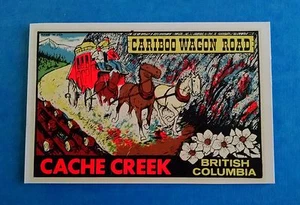 CARIBOO WAGON ROAD
CACHE CREEK
BRITISH
COLUMBIA